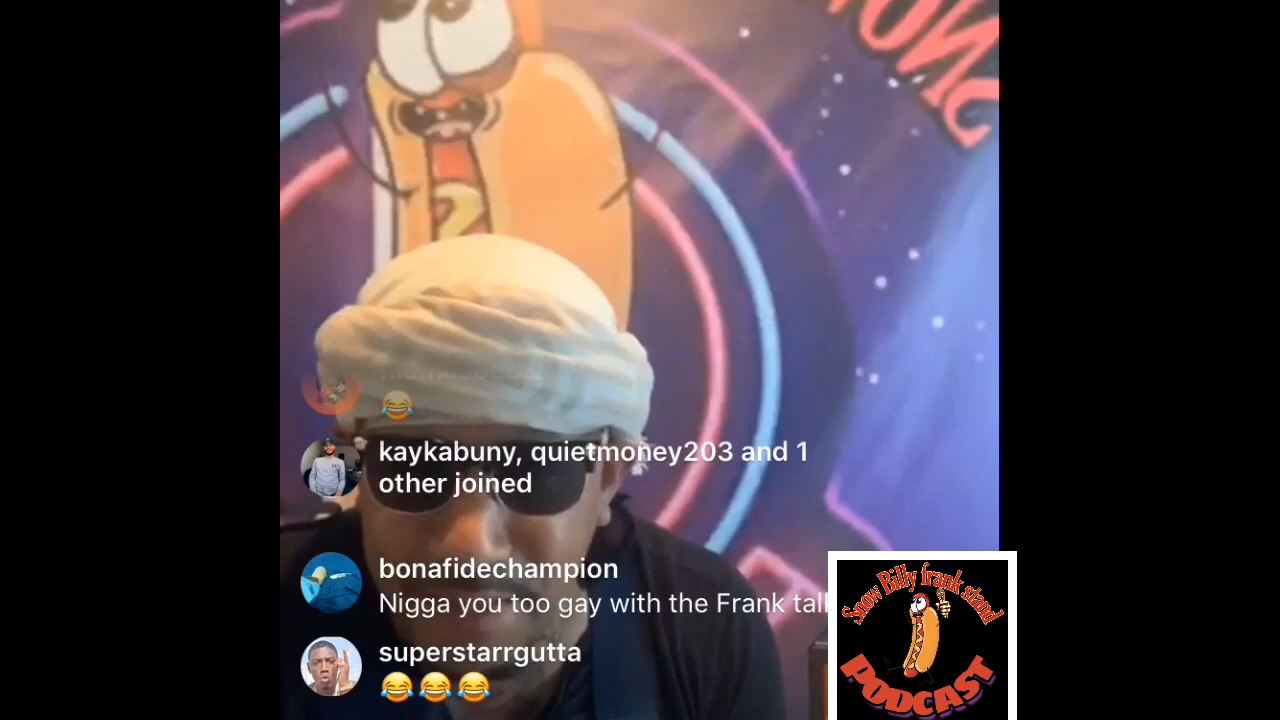 kaykabuny, quietmoney203 and 1
other joined
bonafidechampion
Nigga you too gay with the Frank tall
superstarrgutta
Snow Billy frank stand
PODCAST